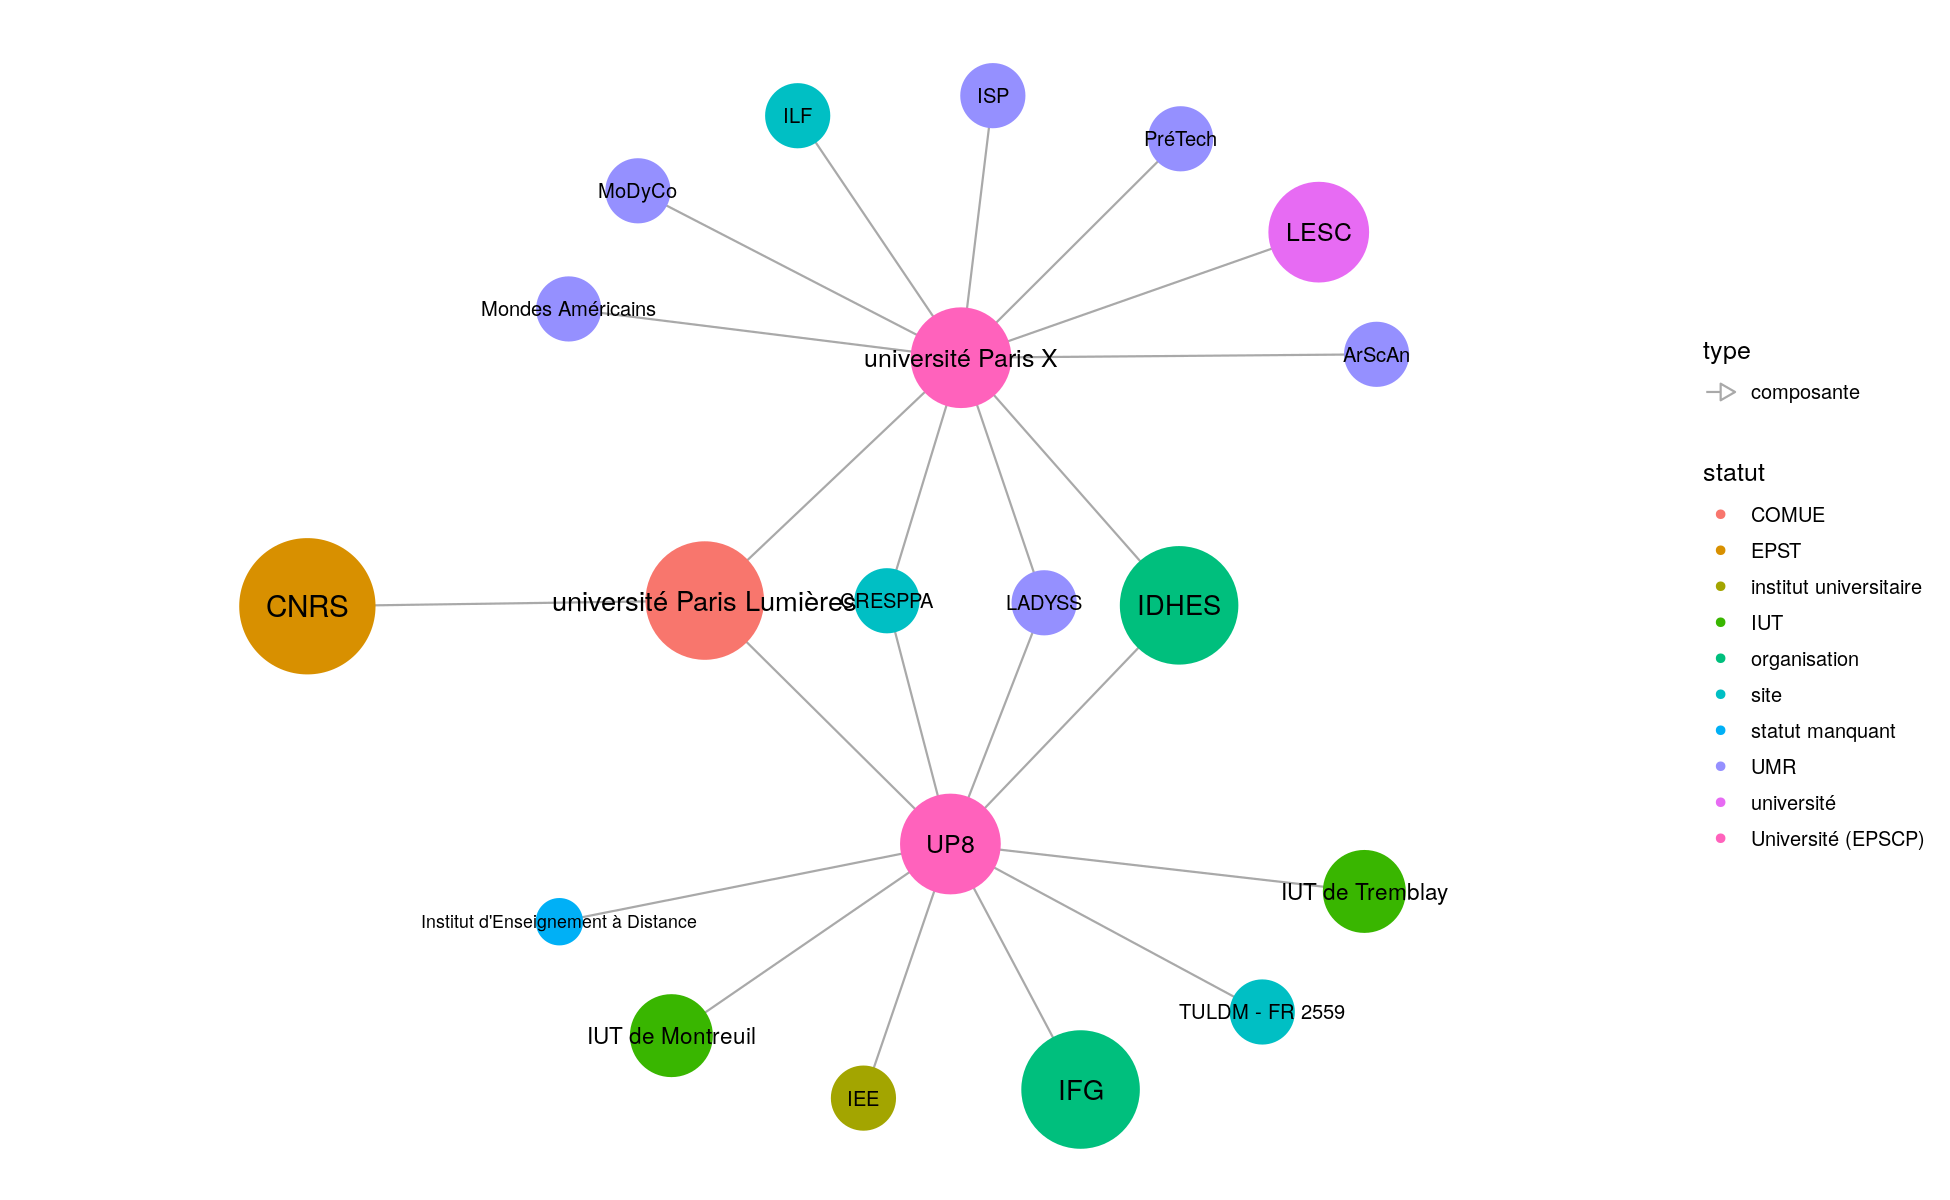 ISP
ILF
PréTech
MoDyCo
LESC
Mondes Américains
université Paris X
ArScAn
CNRS
université Paris Lumières
CRESPPA
LADYSS
IDHES
UP8
IUT de Tremblay
Institut d'Enseignement à Distance
TULDM - FR 2559
IUT de Montreuil
IEE
IFG
type
composante
statut
COMUE
EPST
institut universitaire
IUT
organisation
site
statut manquant
UMR
université
Université (EPSCP)